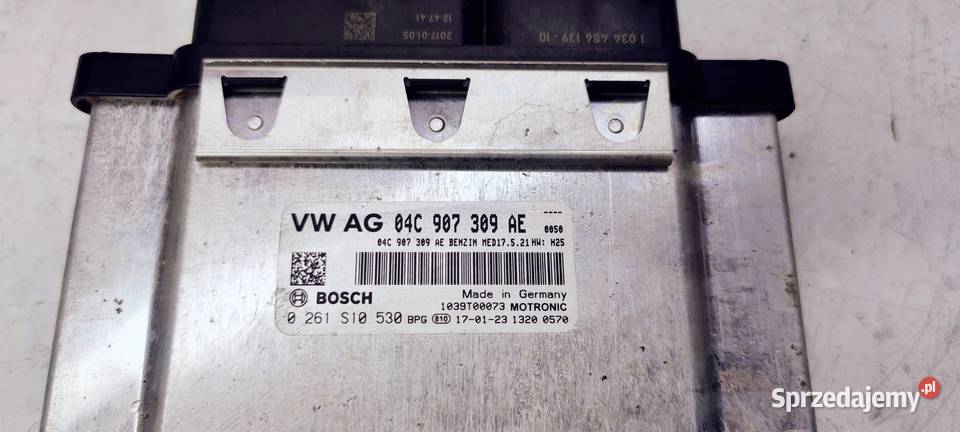 12:47:41
2017-01-05
1 034 486 139-10
VW AG 04C 907 309 AE
----
0050
04C 907 309 AE BENZIN MED17.5.21 HW: H25
BOSCH
Made in Germany
1039T00073 MOTRONIC
0 261 S10 530 BPG 810 17-01-23 1320 0570
Sprzedajemy.pl